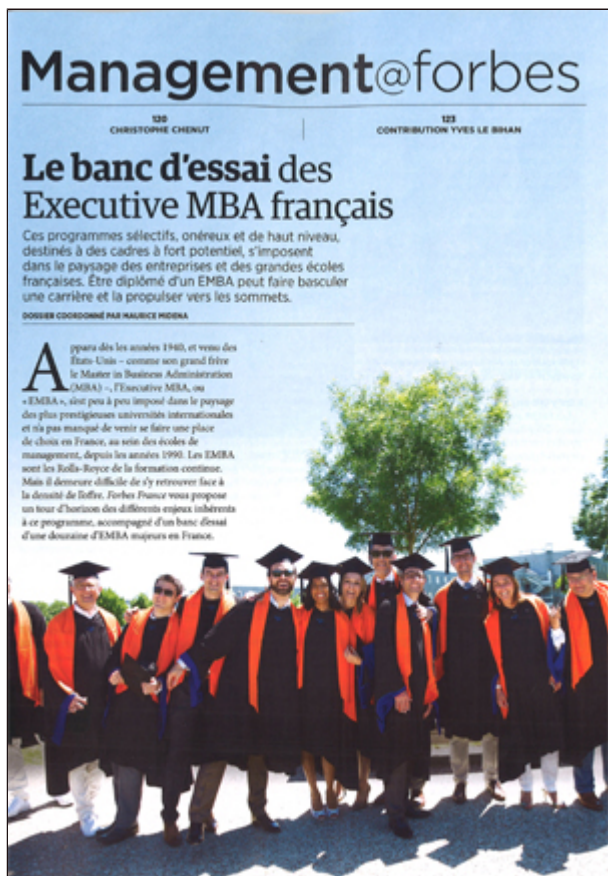 Management@forbes
120
CHRISTOPHE CHENUT
123
CONTRIBUTION YVES LE BIHAN
Le banc d'essai des
Executive MBA français
Ces programmes sélectifs, onéreux et de haut niveau,
destinés à des cadres à fort potentiel, s'imposent
dans le paysage des entreprises et des grandes écoles
françaises. Être diplômé d'un EMBA peut faire basculer
une carrière et la propulser vers les sommets.
DOSSIER COORDONNÉ PAR MAURICE MIDENA
Apparu dès les années 1940, et venu des
États-Unis – comme son grand frère
le Master in Business Administration
(MBA) –, l'Executive MBA, ou
« EMBA », s'est peu à peu imposé dans le paysage
des plus prestigieuses universités internationales
et n'a pas manqué de venir se faire une place
de choix en France, au sein des écoles de
management, depuis les années 1990. Les EMBA
sont les Rolls-Royce de la formation continue.
Mais il demeure difficile de s'y retrouver face à
la densité de l'offre. Forbes France vous propose
un tour d'horizon des différents enjeux inhérents
à ce programme, accompagné d'un banc d'essai
d'une douzaine d'EMBA majeurs en France.